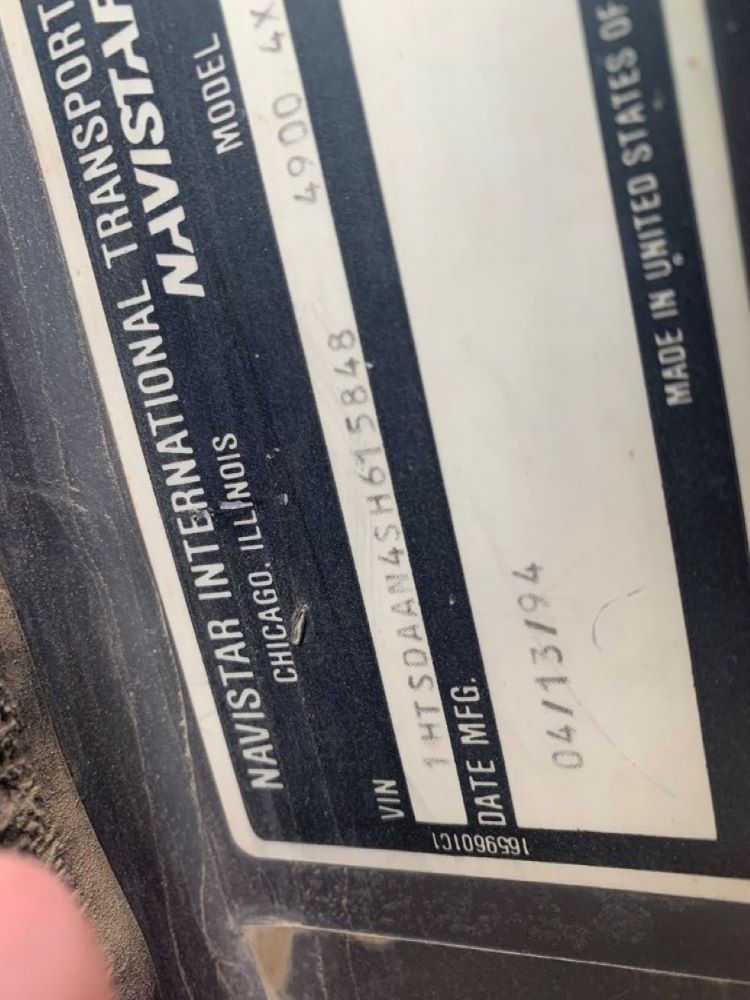 NAVISTAR INTERNATIONAL TRANSPORT
NAVISTAR
CHICAGO, ILLINOIS
MODEL
4900 4X
VIN
1HTSDAAN4SH615848
DATE MFG.
04/13/94
MADE IN UNITED STATES OF
1659601C1